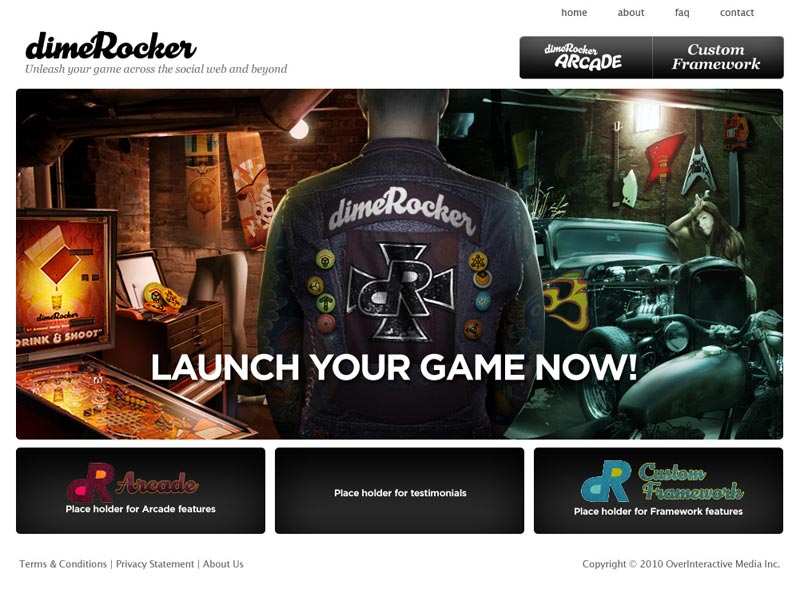 home about faq contact
dimeRocker
Unleash your game across the social web and beyond
dimeRocker
ARCADE
Custom
Framework
dimeRocker
dR
dimeRocker
DRINK & SHOOT"
LAUNCH YOUR GAME NOW!
dR Arcade
Place holder for Arcade features
Place holder for testimonials
dR Custom
Framework
Place holder for Framework features
Terms & Conditions | Privacy Statement | About Us
Copyright © 2010 OverInteractive Media Inc.